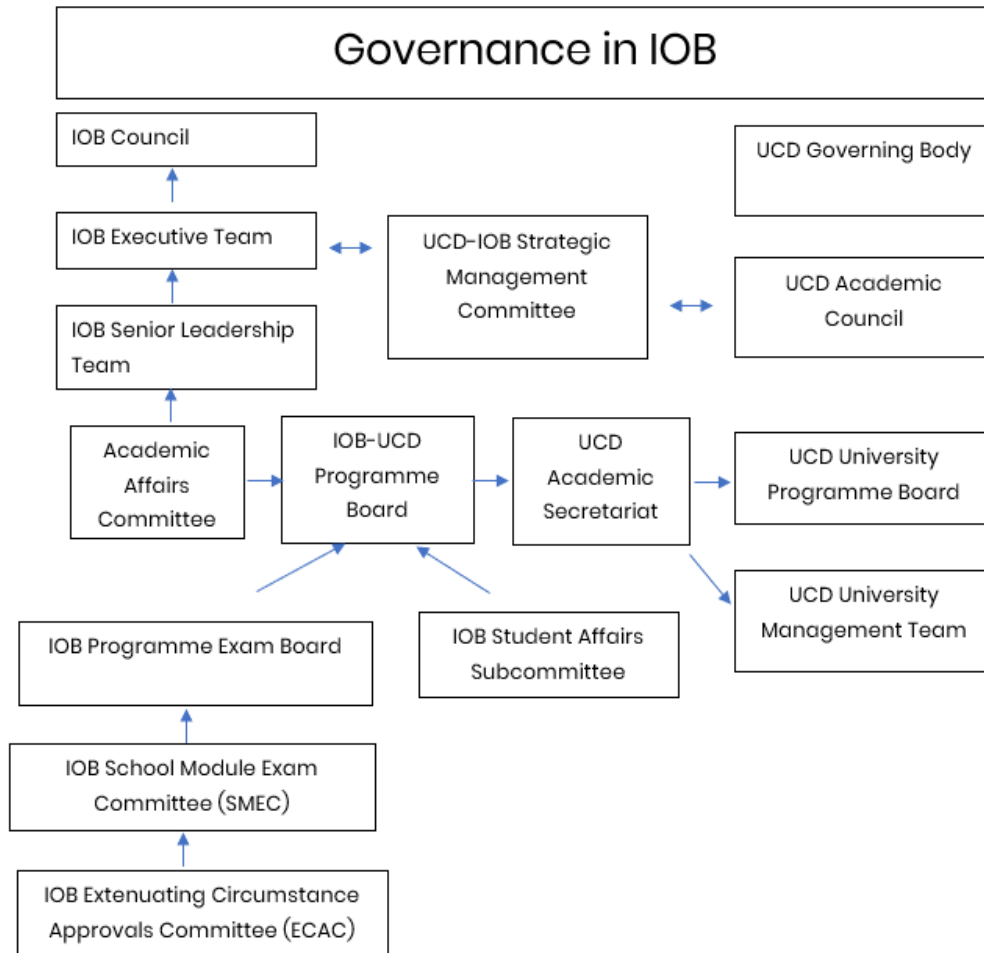 Governance in IOB
IOB Council
UCD Governing Body
IOB Executive Team
UCD-IOB Strategic
Management
Committee
UCD Academic
Council
IOB Senior Leadership
Team
Academic
Affairs
Committee
IOB-UCD
Programme
Board
UCD
Academic
Secretariat
UCD University
Programme Board
UCD University
Management Team
IOB Programme Exam Board
IOB Student Affairs
Subcommittee
IOB School Module Exam
Committee (SMEC)
IOB Extenuating Circumstance
Approvals Committee (ECAC)